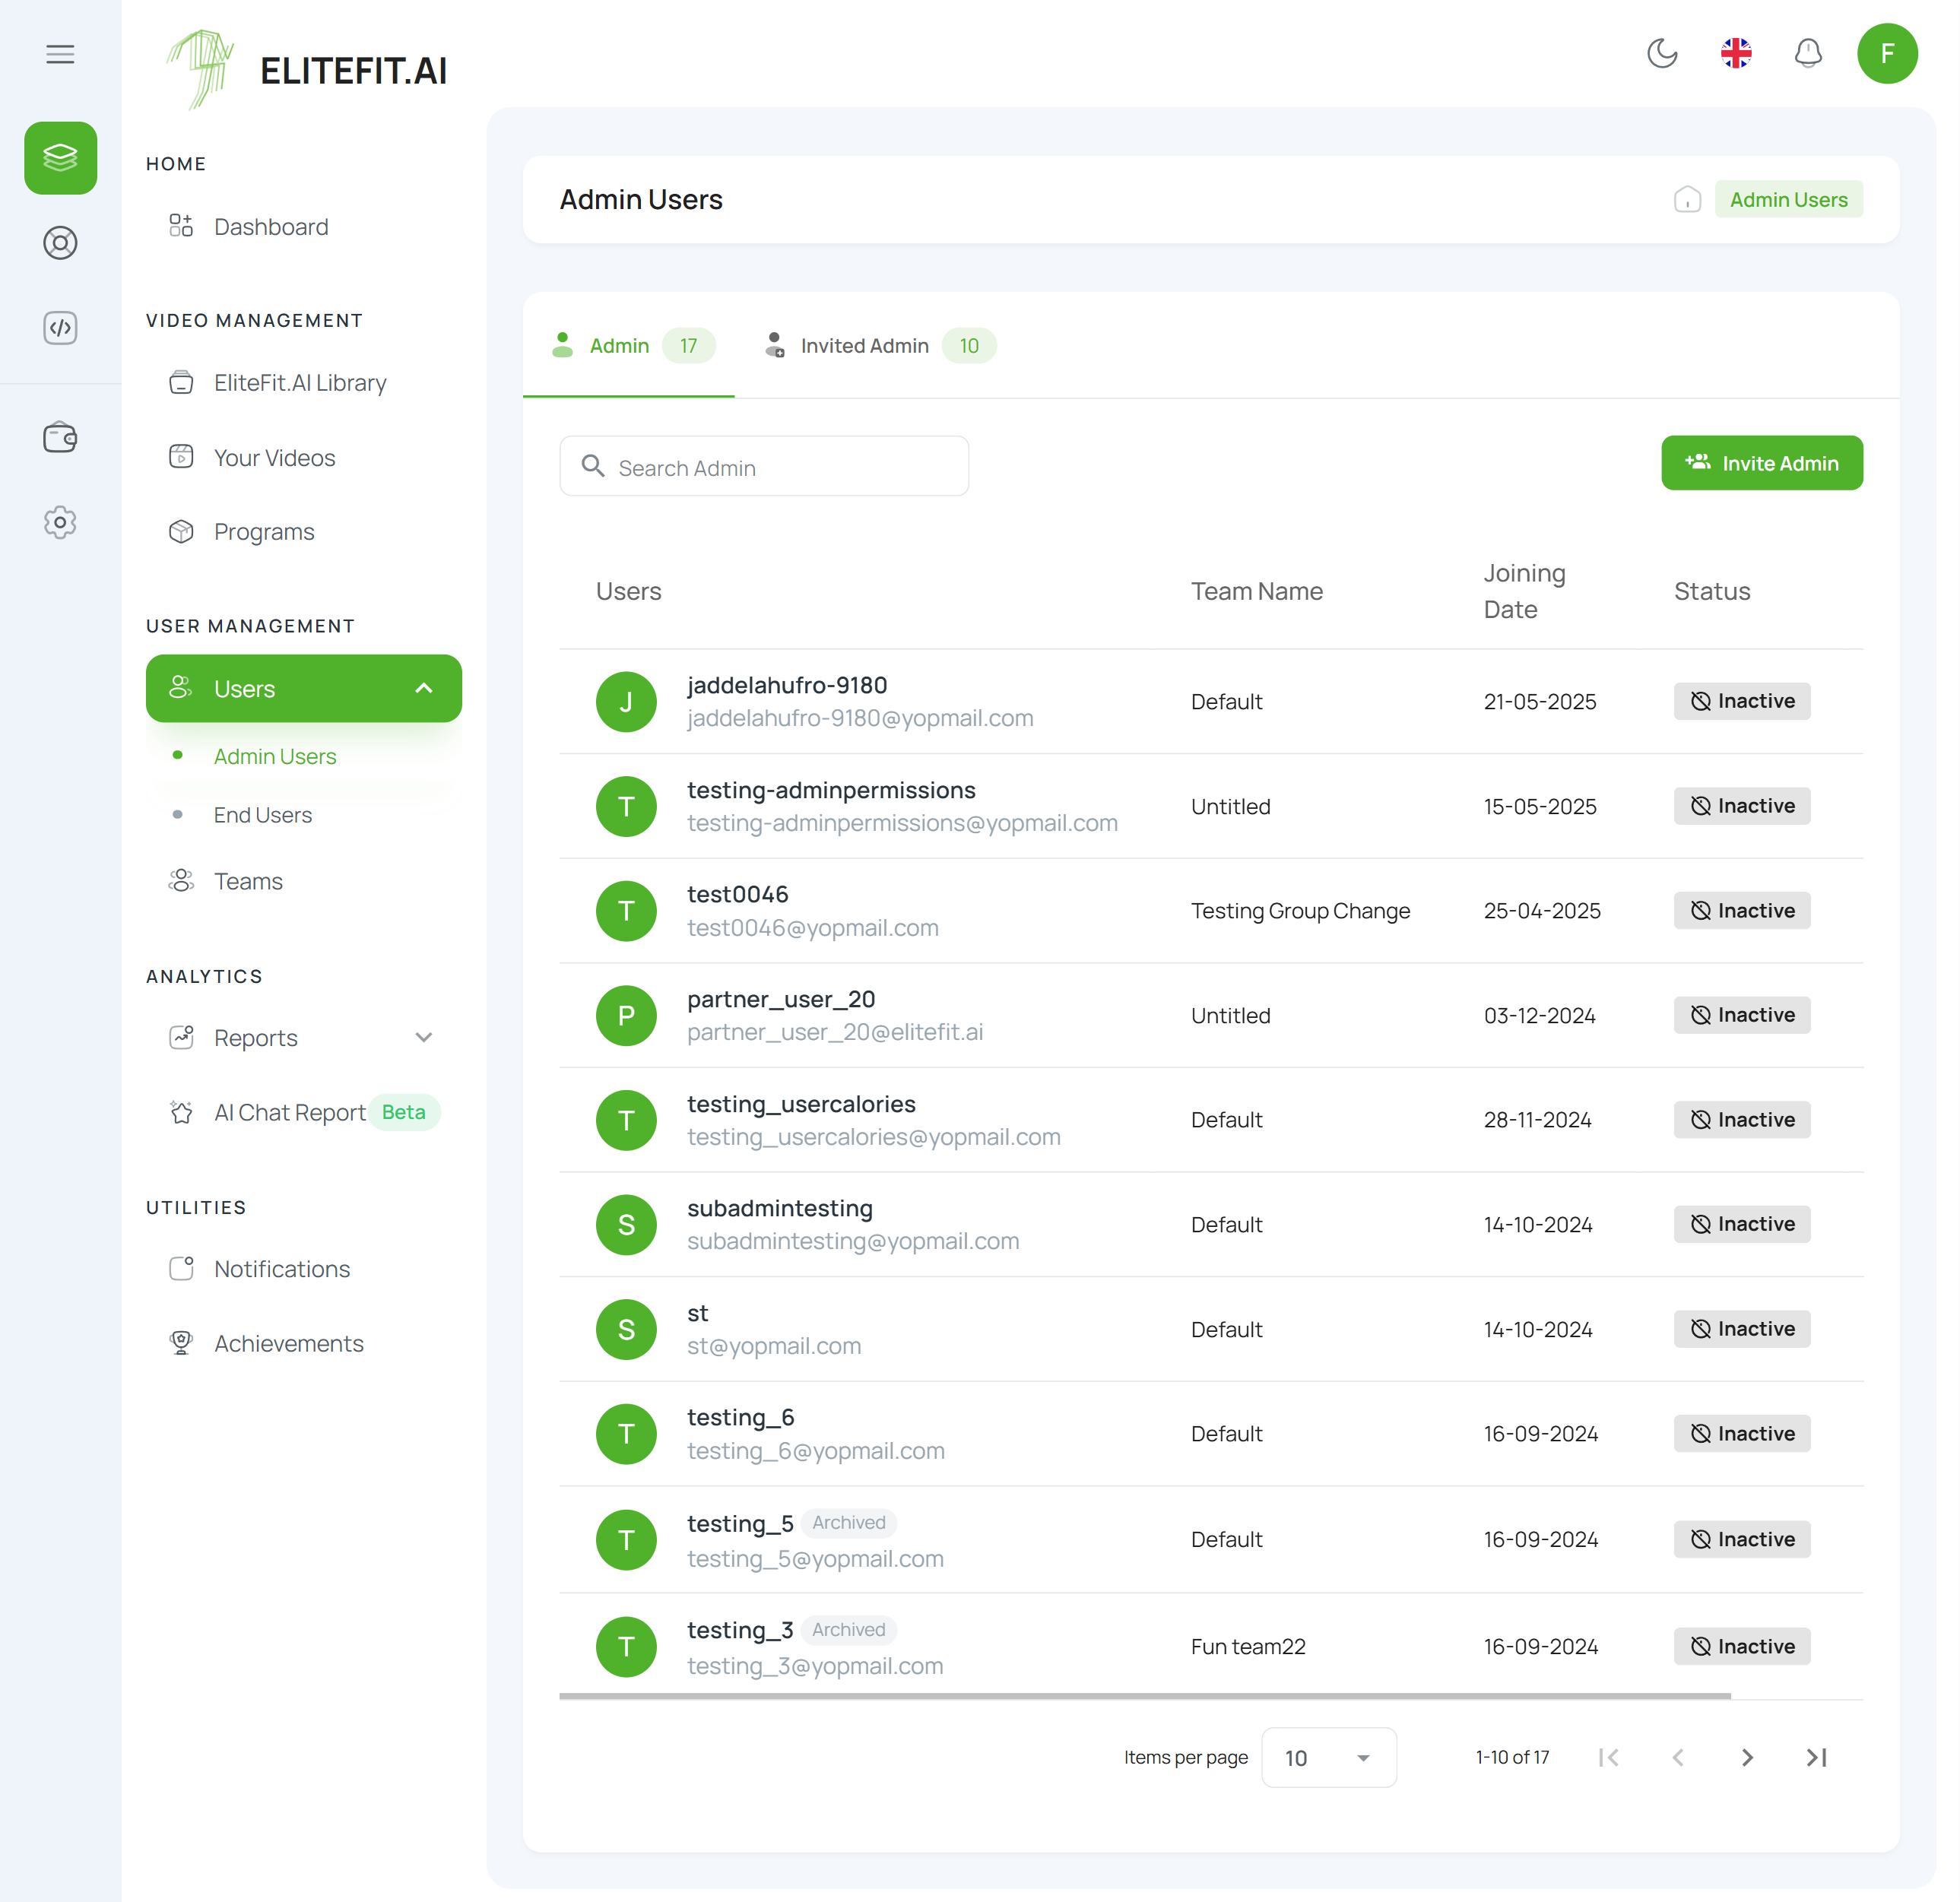 ELITEFIT.AI
F
HOME
Dashboard
VIDEO MANAGEMENT
EliteFit.AI Library
Your Videos
Programs
USER MANAGEMENT
Users
Admin Users
End Users
Teams
ANALYTICS
Reports
AI Chat Report Beta
UTILITIES
Notifications
Achievements
Admin Users
Admin Users
Admin 17 Invited Admin 10
Search Admin
Invite Admin
Users Team Name Joining Date Status
J jaddelahufro-9180
jaddelahufro-9180@yopmail.com
Default 21-05-2025 Inactive
T testing-adminpermissions
testing-adminpermissions@yopmail.com
Untitled 15-05-2025 Inactive
T test0046
test0046@yopmail.com
Testing Group Change 25-04-2025 Inactive
P partner_user_20
partner_user_20@elitefit.ai
Untitled 03-12-2024 Inactive
T testing_usercalories
testing_usercalories@yopmail.com
Default 28-11-2024 Inactive
S subadmintesting
subadmintesting@yopmail.com
Default 14-10-2024 Inactive
S st
st@yopmail.com
Default 14-10-2024 Inactive
T testing_6
testing_6@yopmail.com
Default 16-09-2024 Inactive
T testing_5 Archived
testing_5@yopmail.com
Default 16-09-2024 Inactive
T testing_3 Archived
testing_3@yopmail.com
Fun team22 16-09-2024 Inactive
Items per page 10 1-10 of 17